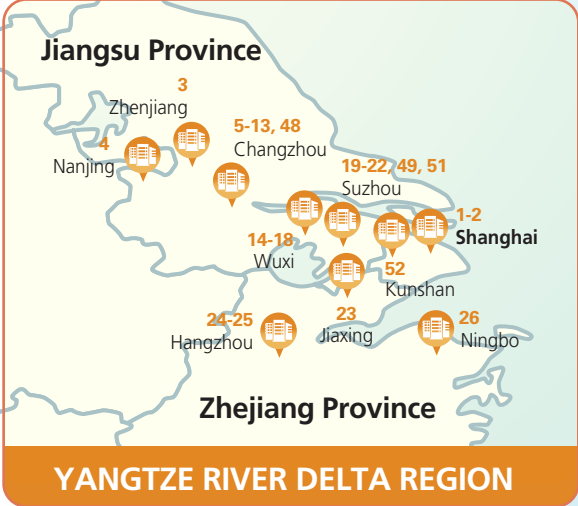 Jiangsu Province
3
Zhenjiang
4
Nanjing
5-13, 48
Changzhou
19-22, 49, 51
Suzhou
1-2
Shanghai
14-18
Wuxi
52
Kunshan
23
Jiaxing
24-25
Hangzhou
26
Ningbo
Zhejiang Province
YANGTZE RIVER DELTA REGION